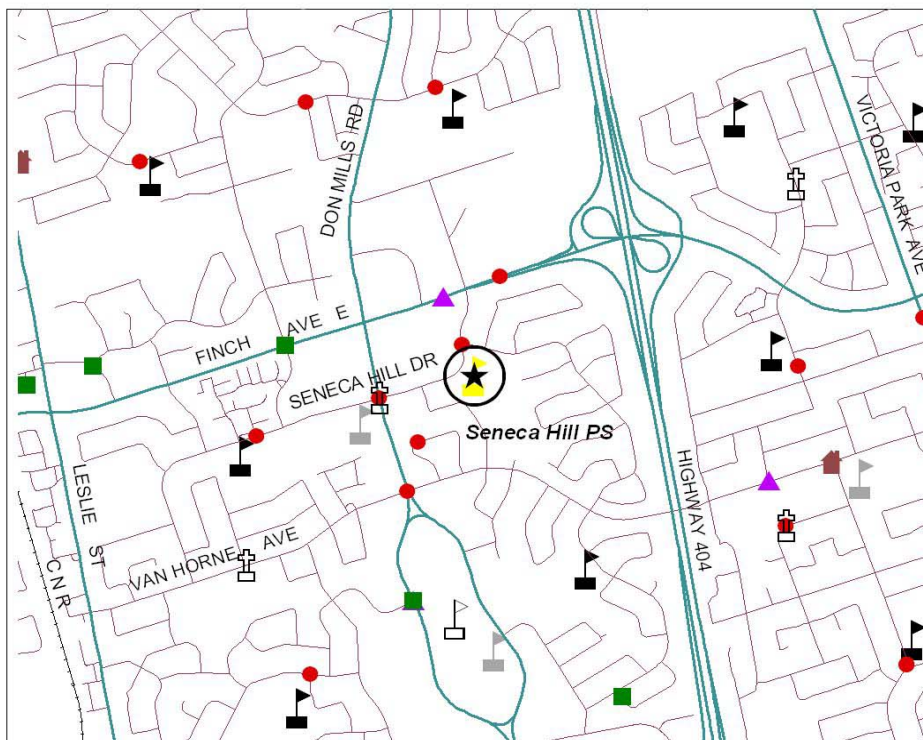 DON MILLS RD
VICTORIA PARK AVE
FINCH AVE E
SENECA HILL DR
Seneca Hill PS
HIGHWAY 404
LESLIE ST
CNR
VAN HORNE AVE